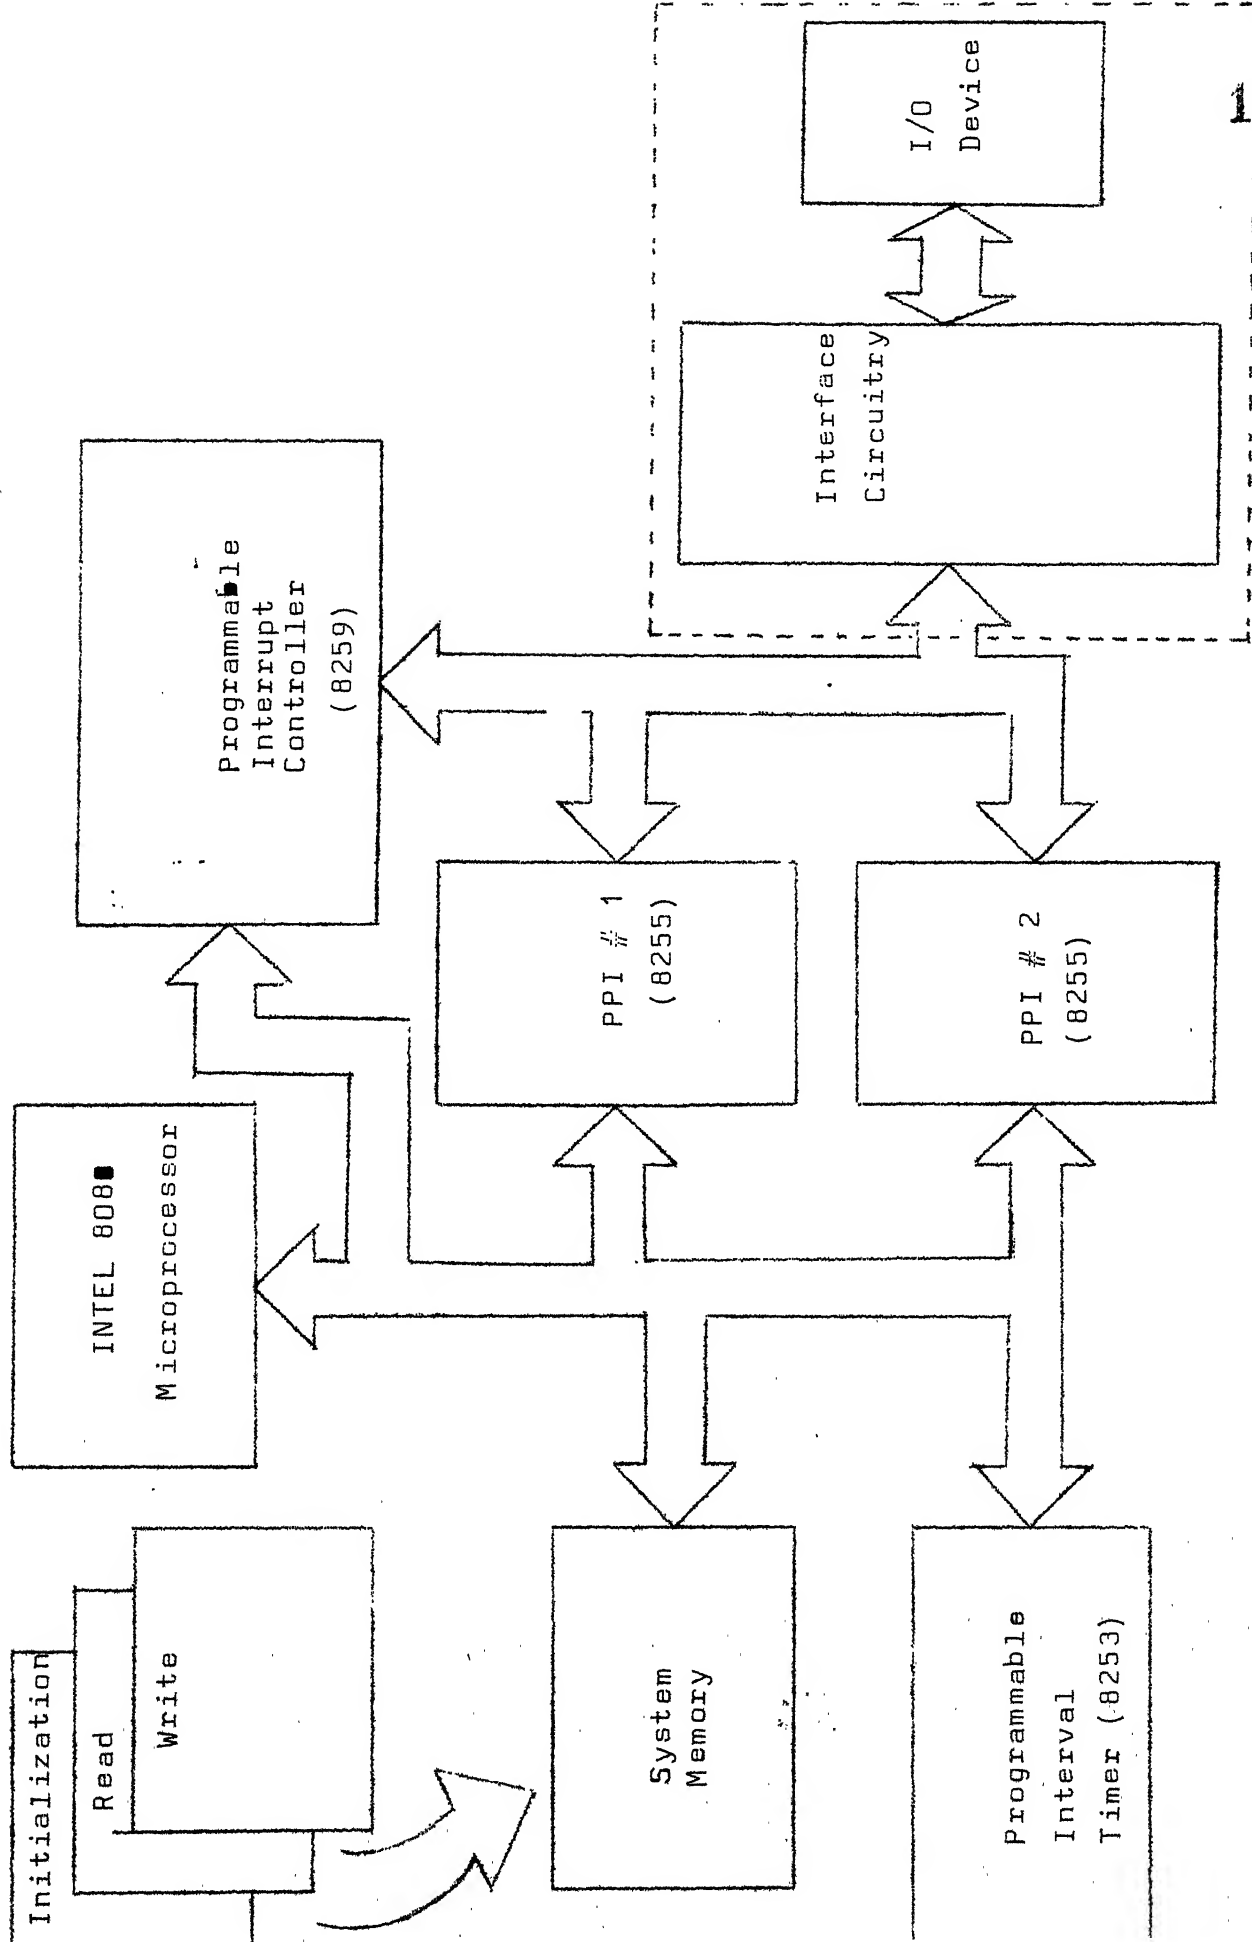 Initialization
Read
Write
INTEL
Microprocessor
Programmable
Interrupt
Controller
(8259)
System
Memory
PPI # 1
(8255)
Interface
Circuitry
I/O
Device
Programmable
Interval
Timer (8253)
PPI # 2
(8255)
1